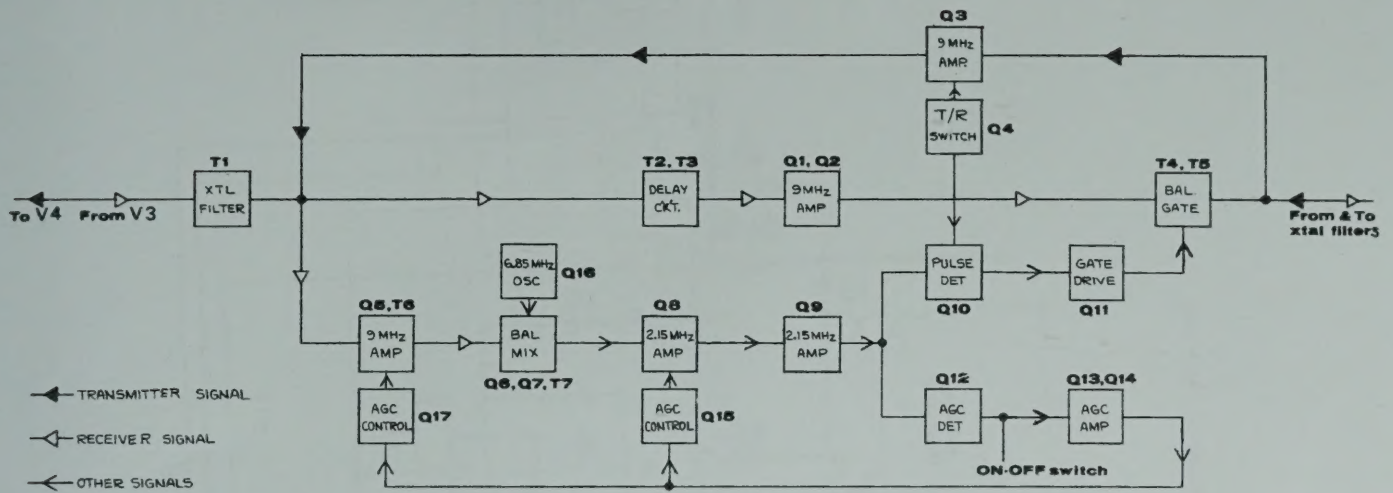 Q3
9 MHz
AMP.
T/R
SWITCH
Q4
T1
XTL
FILTER
T2, T3
DELAY
CKT.
Q1, Q2
9 MHz
AMP
T4, T5
BAL.
GATE
To V4
From V3
From & To
xtal filters
6.85 MHz
OSC
Q16
PULSE
DET
Q10
GATE
DRIVE
Q11
Q5, T6
9 MHz
AMP
BAL
MIX
Q6, Q7, T7
Q8
2.15 MHz
AMP
Q9
2.15 MHz
AMP
TRANSMITTER SIGNAL
RECEIVER SIGNAL
OTHER SIGNALS
AGC
CONTROL
Q17
AGC
CONTROL
Q15
Q12
AGC
DET
Q13, Q14
AGC
AMP
ON-OFF switch